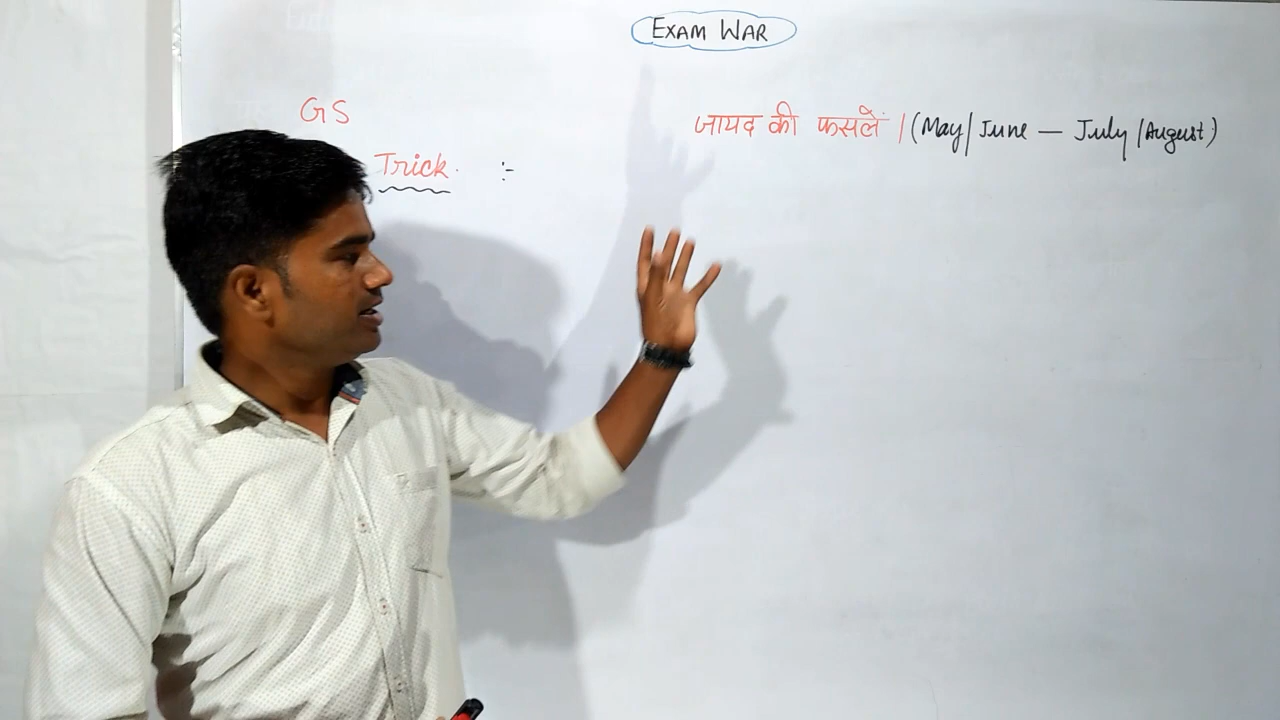 EXAM WAR
GS
जायद की फसलें / (May/June — July/August)
Trick :-